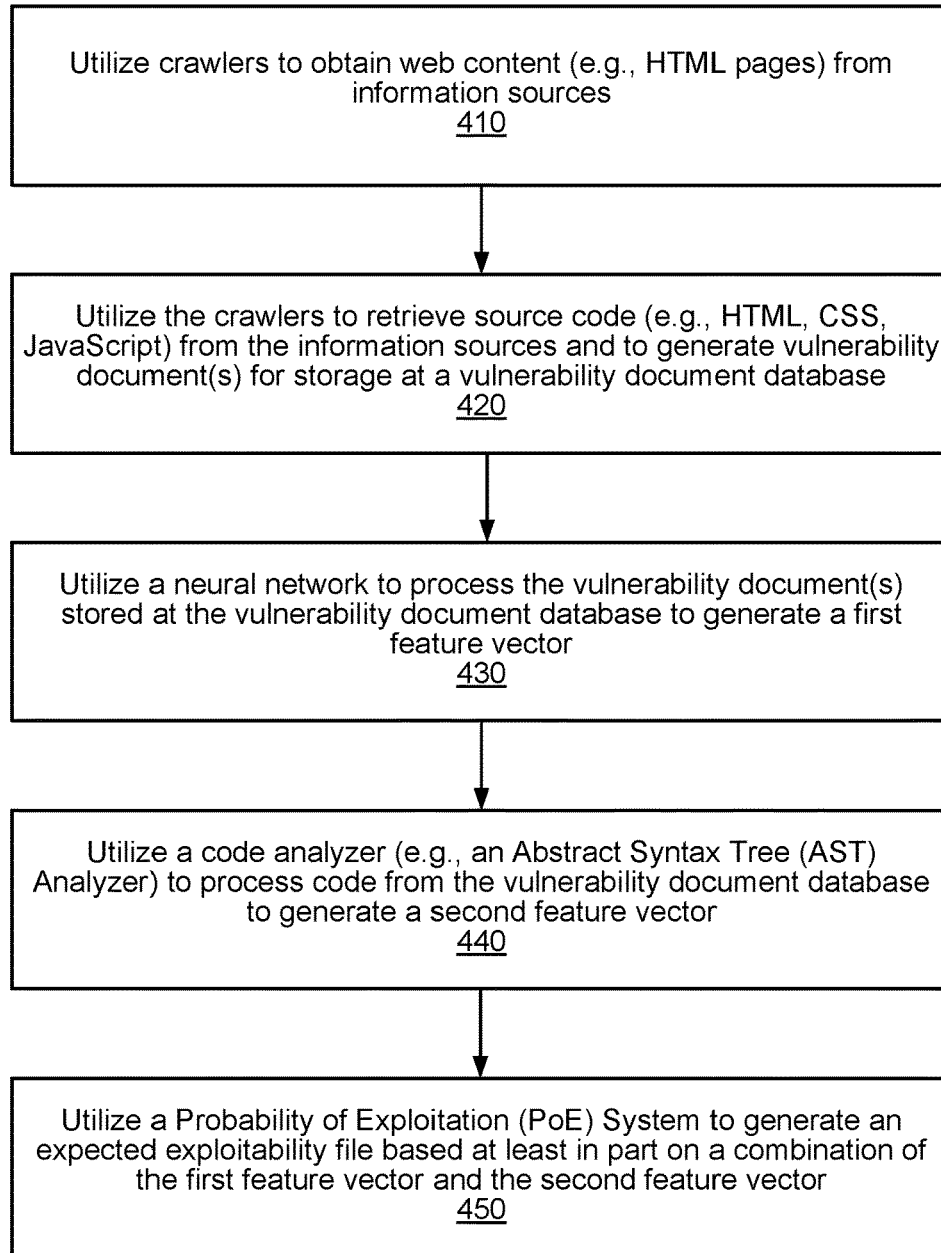 Utilize crawlers to obtain web content (e.g., HTML pages) from
information sources
410
Utilize the crawlers to retrieve source code (e.g., HTML, CSS,
JavaScript) from the information sources and to generate vulnerability
document(s) for storage at a vulnerability document database
420
Utilize a neural network to process the vulnerability document(s)
stored at the vulnerability document database to generate a first
feature vector
430
Utilize a code analyzer (e.g., an Abstract Syntax Tree (AST)
Analyzer) to process code from the vulnerability document database
to generate a second feature vector
440
Utilize a Probability of Exploitation (PoE) System to generate an
expected exploitability file based at least in part on a combination of
the first feature vector and the second feature vector
450